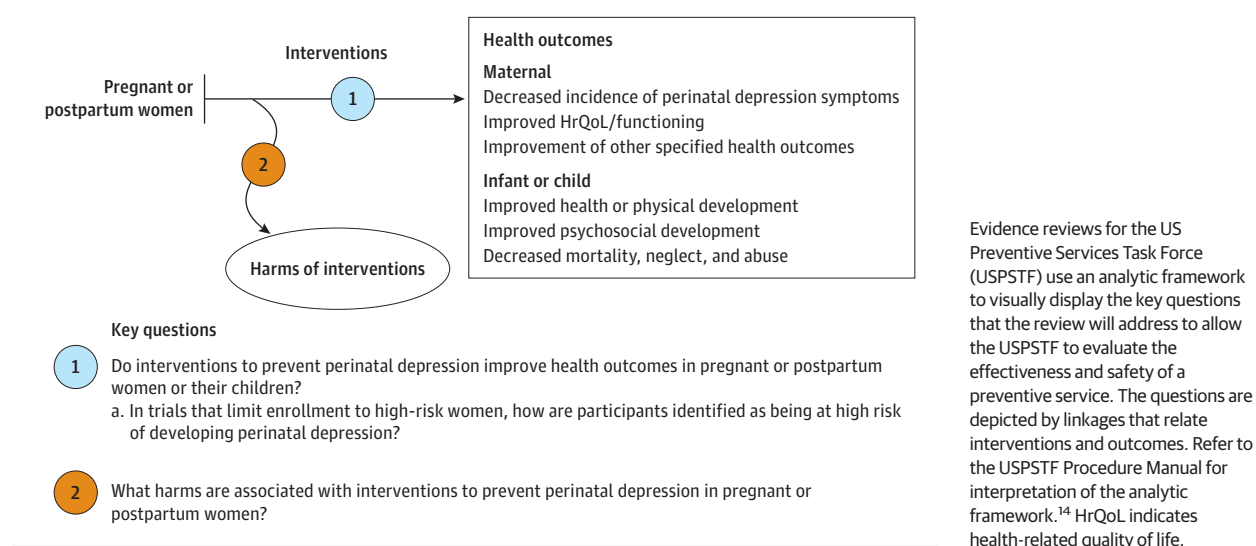 Interventions
Pregnant or
postpartum women
1
2
Harms of interventions
Health outcomes
Maternal
Decreased incidence of perinatal depression symptoms
Improved HrQoL/functioning
Improvement of other specified health outcomes
Infant or child
Improved health or physical development
Improved psychosocial development
Decreased mortality, neglect, and abuse
Key questions
1
Do interventions to prevent perinatal depression improve health outcomes in pregnant or postpartum
women or their children?
a. In trials that limit enrollment to high-risk women, how are participants identified as being at high risk
of developing perinatal depression?
2
What harms are associated with interventions to prevent perinatal depression in pregnant or
postpartum women?
Evidence reviews for the US
Preventive Services Task Force
(USPSTF) use an analytic framework
to visually display the key questions
that the review will address to allow
the USPSTF to evaluate the
effectiveness and safety of a
preventive service. The questions are
depicted by linkages that relate
interventions and outcomes. Refer to
the USPSTF Procedure Manual for
interpretation of the analytic
framework.14 HrQoL indicates
health-related quality of life.